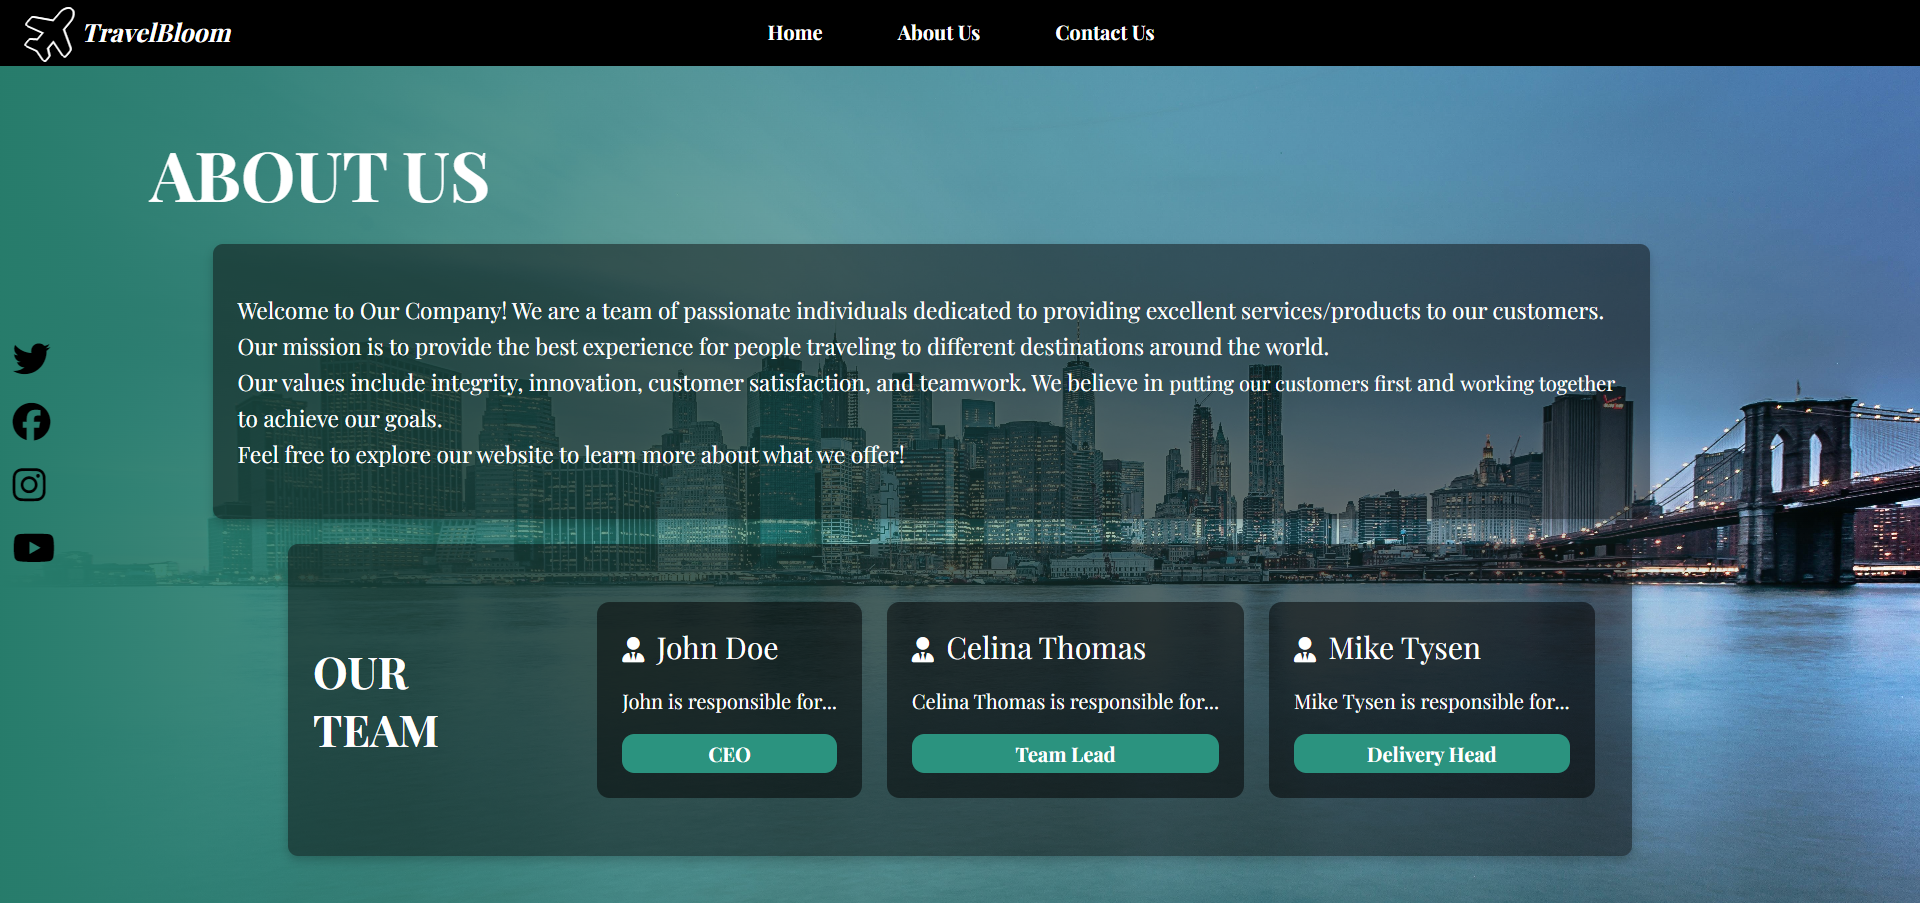 TravelBloom
Home
About Us
Contact Us
ABOUT US
Welcome to Our Company! We are a team of passionate individuals dedicated to providing excellent services/products to our customers.
Our mission is to provide the best experience for people traveling to different destinations around the world.
Our values include integrity, innovation, customer satisfaction, and teamwork. We believe in putting our customers first and working together
to achieve our goals.
Feel free to explore our website to learn more about what we offer!
OUR
TEAM
John Doe
John is responsible for...
CEO
Celina Thomas
Celina Thomas is responsible for...
Team Lead
Mike Tysen
Mike Tysen is responsible for...
Delivery Head